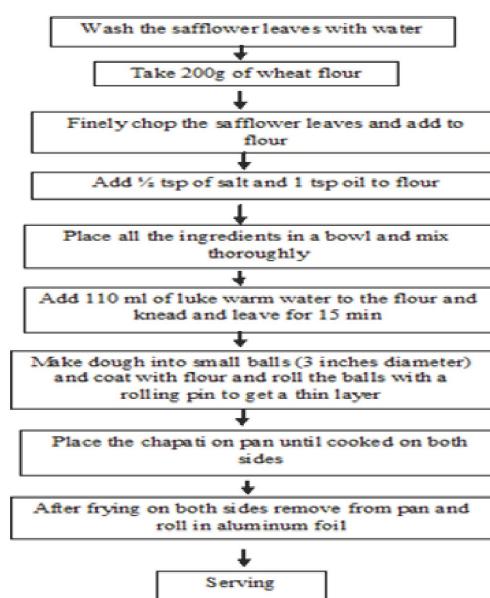 Wash the safflower leaves with water
Take 200g of wheat flour
Finely chop the safflower leaves and add to
flour
Add ½ tsp of salt and 1 tsp oil to flour
Place all the ingredients in a bowl and mix
thoroughly
Add 110 ml of luke warm water to the flour and
knead and leave for 15 min
Make dough into small balls (3 inches diameter)
and coat with flour and roll the balls with a
rolling pin to get a thin layer
Place the chapati on pan until cooked on both
sides
After frying on both sides remove from pan and
roll in aluminum foil
Serving